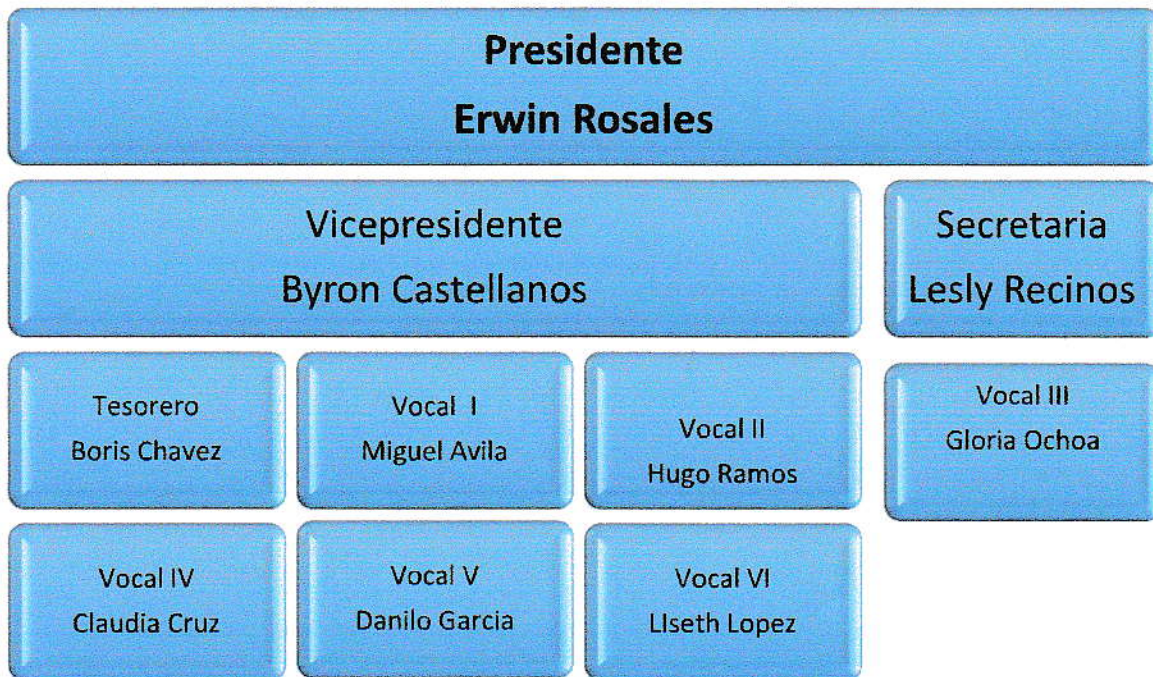 Presidente
Erwin Rosales
Vicepresidente
Byron Castellanos
Secretaria
Lesly Recinos
Tesorero
Boris Chavez
Vocal I
Miguel Avila
Vocal II
Hugo Ramos
Vocal III
Gloria Ochoa
Vocal IV
Claudia Cruz
Vocal V
Danilo Garcia
Vocal VI
LIseth Lopez